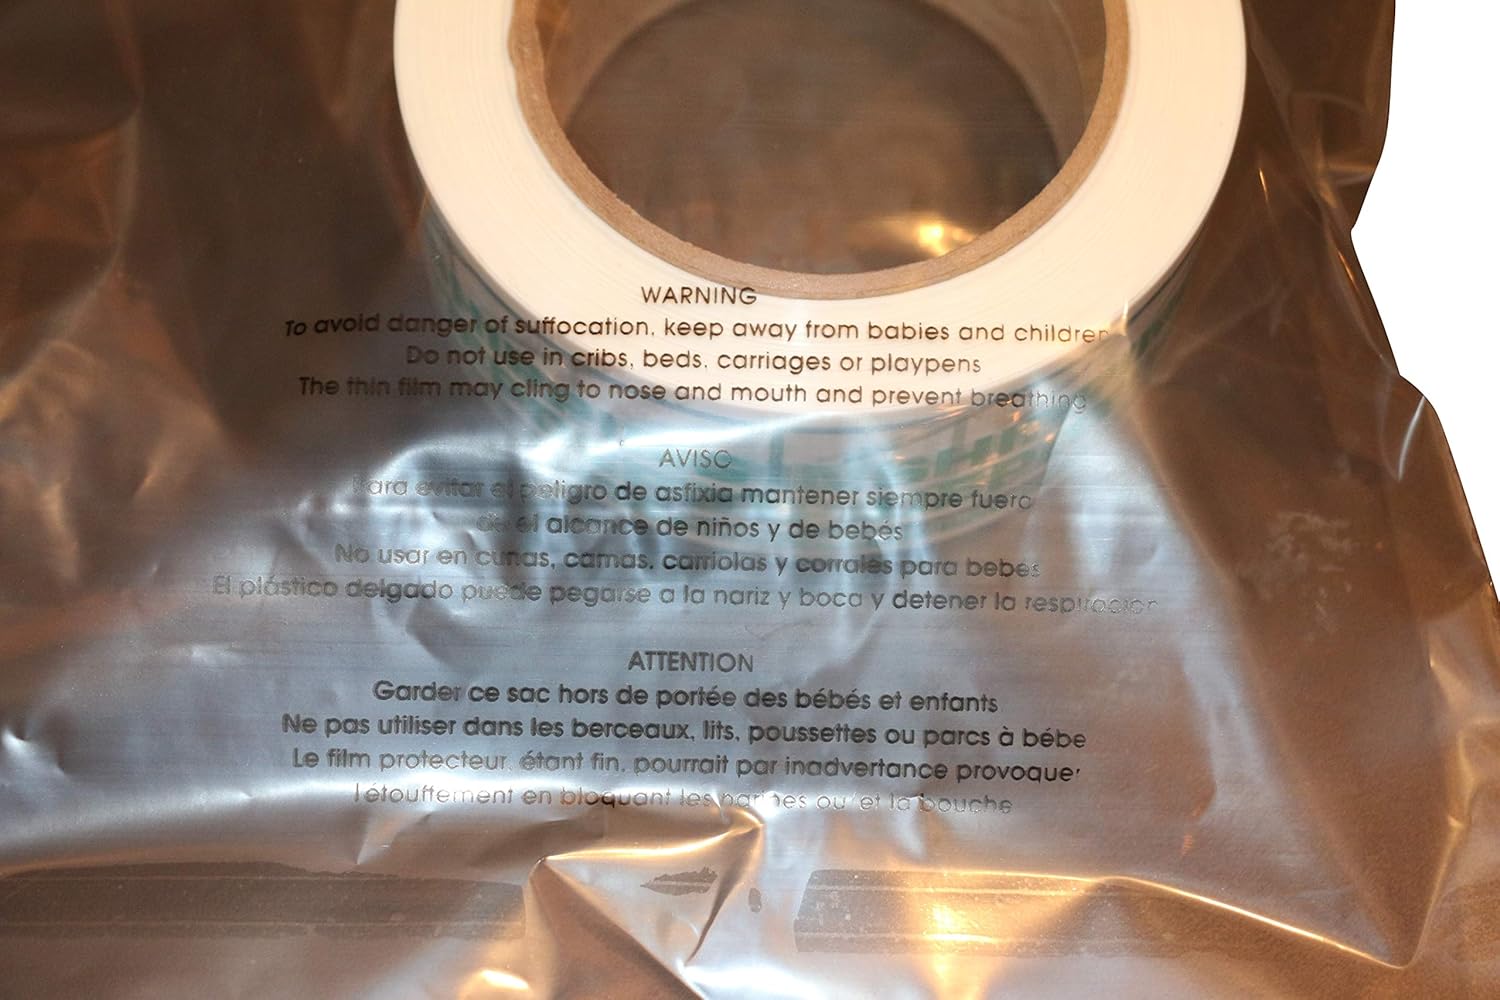 WARNING
To avoid danger of suffocation, keep away from babies and children
Do not use in cribs, beds, carriages or playpens
The thin film may cling to nose and mouth and prevent breathing
AVISO
Para evitar el peligro de asfixia mantener siempre fuera
de el alcance de niños y de bebés
No usar en cunas, camas, carriolas y corrales para bebes
El plástico delgado puede pegarse a la nariz y boca y detener la respiracion
ATTENTION
Garder ce sac hors de portée des bébés et enfants
Ne pas utiliser dans les berceaux, lits, poussettes ou parcs à bébe
Le film protecteur, étant fin, pourrait par inadvertance provoquer
l'étouffement en bloquant les narines ou et la bouche